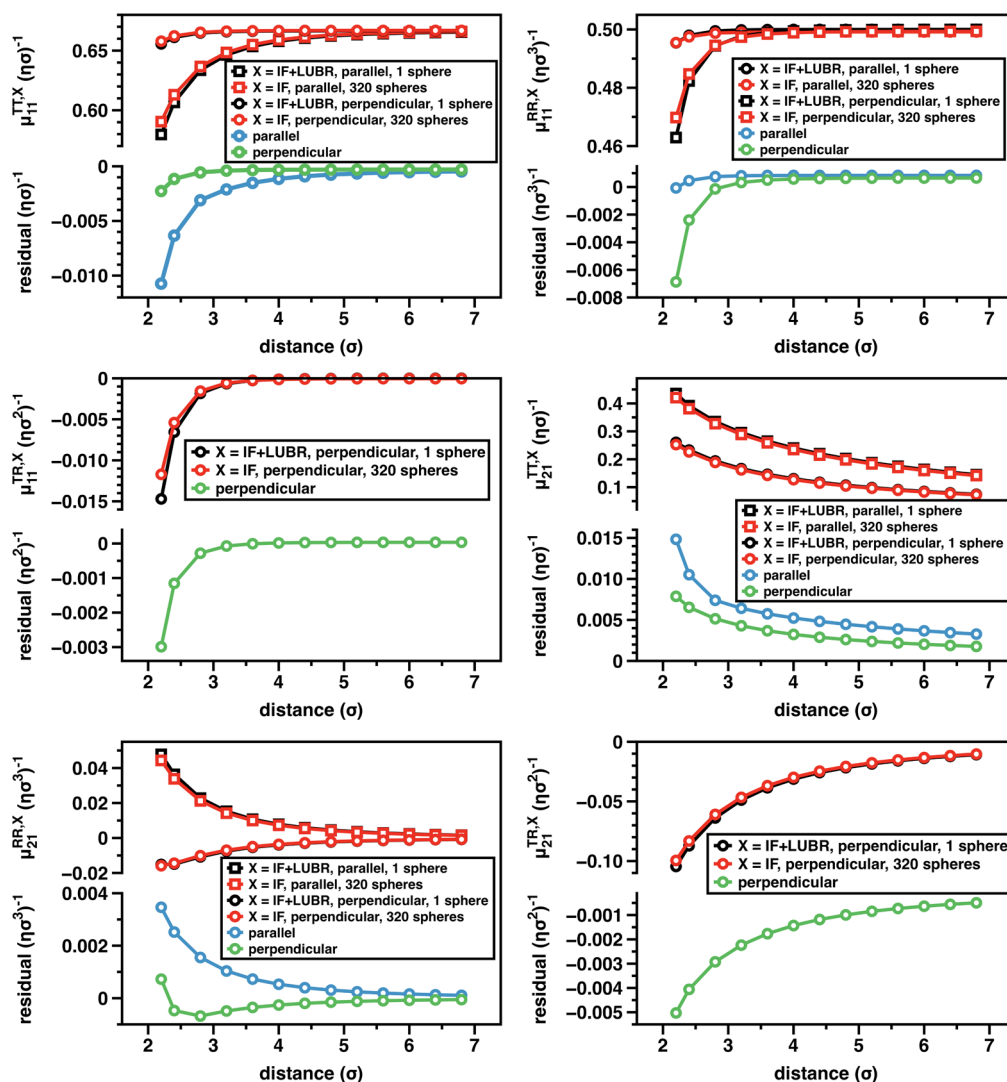 μ₁₁ᵀᵀ,ˣ (ησ)⁻¹
0.65
0.60
X = IF+LUBR, parallel, 1 sphere
X = IF, parallel, 320 spheres
X = IF+LUBR, perpendicular, 1 sphere
X = IF, perpendicular, 320 spheres
parallel
perpendicular
residual (ησ)⁻¹
0
−0.005
−0.010
2 3 4 5 6 7
distance (σ)
μ₁₁ᴿᴿ,ˣ (ησ³)⁻¹
0.50
0.48
0.46
X = IF+LUBR, parallel, 1 sphere
X = IF, parallel, 320 spheres
X = IF+LUBR, perpendicular, 1 sphere
X = IF, perpendicular, 320 spheres
parallel
perpendicular
residual (ησ³)⁻¹
0
−0.002
−0.004
−0.006
−0.008
2 3 4 5 6 7
distance (σ)
μ₁₁ᵀᴿ,ˣ (ησ²)⁻¹
0
−0.005
−0.010
−0.015
X = IF+LUBR, perpendicular, 1 sphere
X = IF, perpendicular, 320 spheres
perpendicular
residual (ησ²)⁻¹
0
−0.001
−0.002
−0.003
2 3 4 5 6 7
distance (σ)
μ₂₁ᵀᵀ,ˣ (ησ)⁻¹
0.4
0.3
0.2
0.1
X = IF+LUBR, parallel, 1 sphere
X = IF, parallel, 320 spheres
X = IF+LUBR, perpendicular, 1 sphere
X = IF, perpendicular, 320 spheres
parallel
perpendicular
residual (ησ)⁻¹
0.015
0.010
0.005
0
2 3 4 5 6 7
distance (σ)
μ₂₁ᴿᴿ,ˣ (ησ³)⁻¹
0.04
0.02
0
−0.02
X = IF+LUBR, parallel, 1 sphere
X = IF, parallel, 320 spheres
X = IF+LUBR, perpendicular, 1 sphere
X = IF, perpendicular, 320 spheres
parallel
perpendicular
residual (ησ³)⁻¹
0.004
0.002
0
2 3 4 5 6 7
distance (σ)
μ₂₁ᵀᴿ,ˣ (ησ²)⁻¹
0
−0.05
−0.10
X = IF+LUBR, perpendicular, 1 sphere
X = IF, perpendicular, 320 spheres
perpendicular
residual (ησ²)⁻¹
−0.001
−0.002
−0.003
−0.004
−0.005
2 3 4 5 6 7
distance (σ)